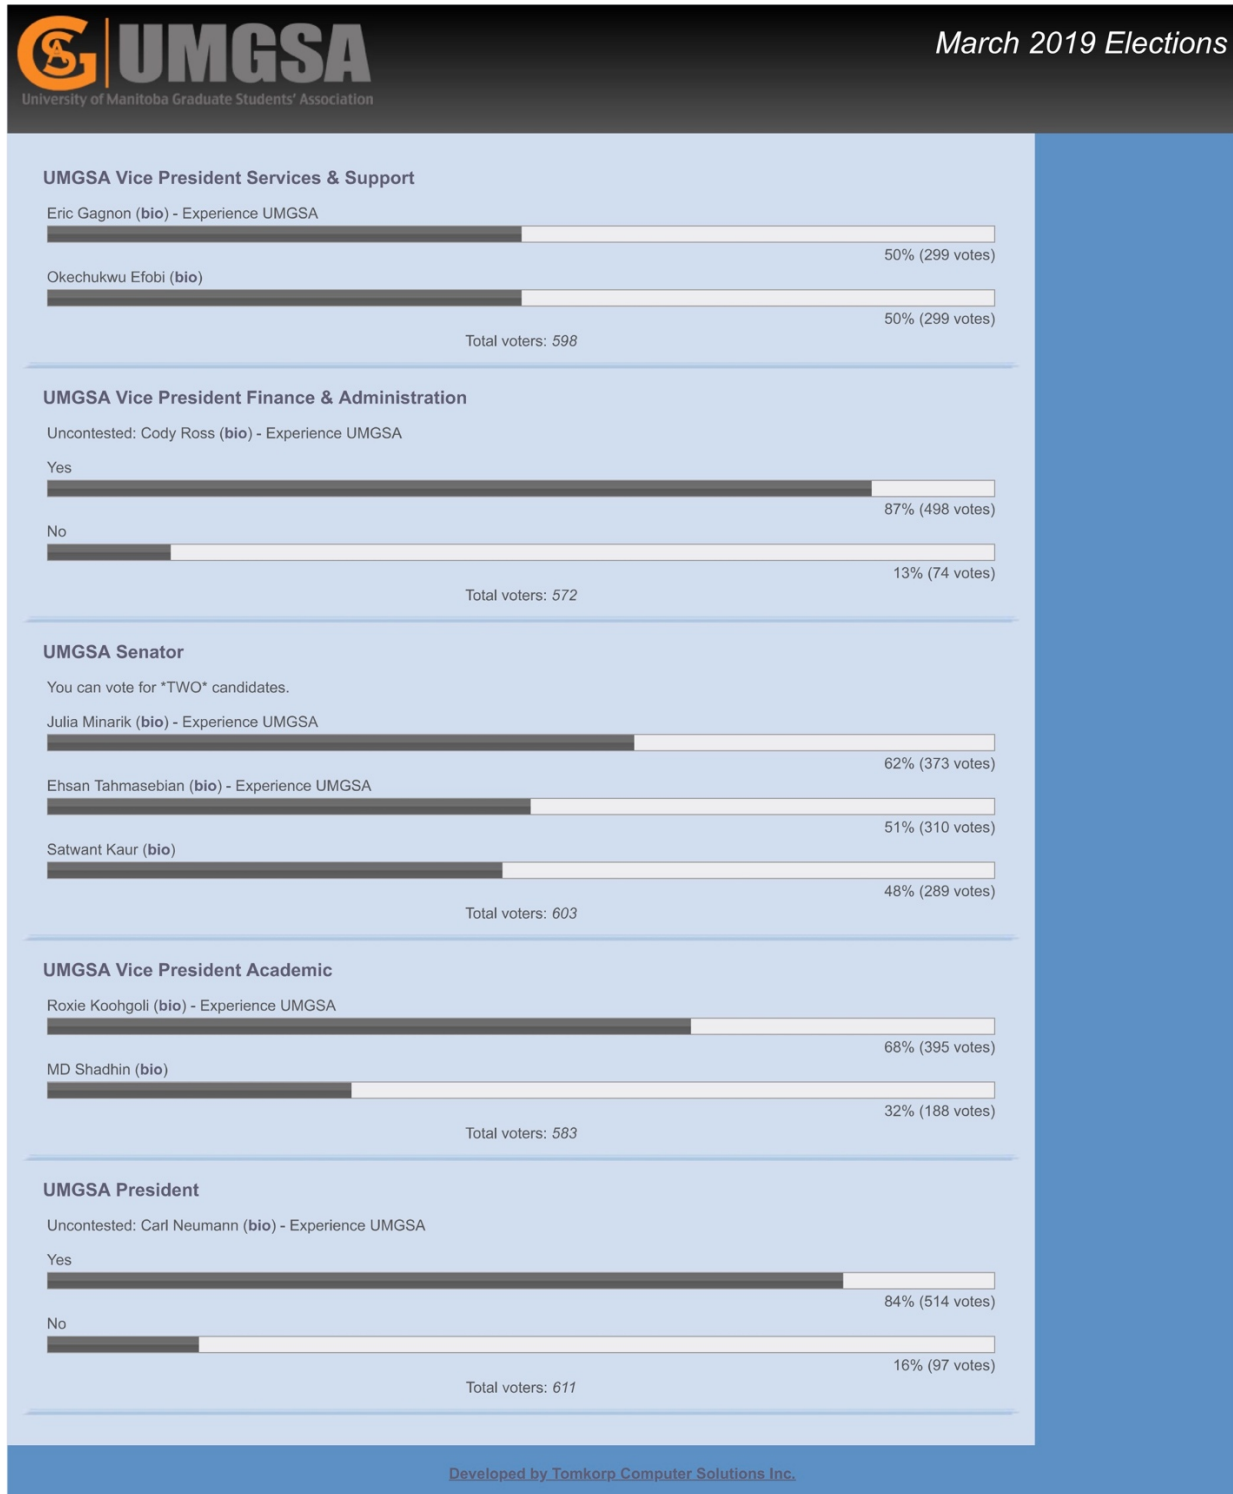 UMGSA
University of Manitoba Graduate Students' Association
March 2019 Elections
UMGSA Vice President Services & Support
Eric Gagnon (bio) - Experience UMGSA
50% (299 votes)
Okechukwu Efobi (bio)
50% (299 votes)
Total voters: 598
UMGSA Vice President Finance & Administration
Uncontested: Cody Ross (bio) - Experience UMGSA
Yes
87% (498 votes)
No
13% (74 votes)
Total voters: 572
UMGSA Senator
You can vote for *TWO* candidates.
Julia Minarik (bio) - Experience UMGSA
62% (373 votes)
Ehsan Tahmasebian (bio) - Experience UMGSA
51% (310 votes)
Satwant Kaur (bio)
48% (289 votes)
Total voters: 603
UMGSA Vice President Academic
Roxie Koohgoli (bio) - Experience UMGSA
68% (395 votes)
MD Shadhin (bio)
32% (188 votes)
Total voters: 583
UMGSA President
Uncontested: Carl Neumann (bio) - Experience UMGSA
Yes
84% (514 votes)
No
16% (97 votes)
Total voters: 611
Developed by Tomkorp Computer Solutions Inc.